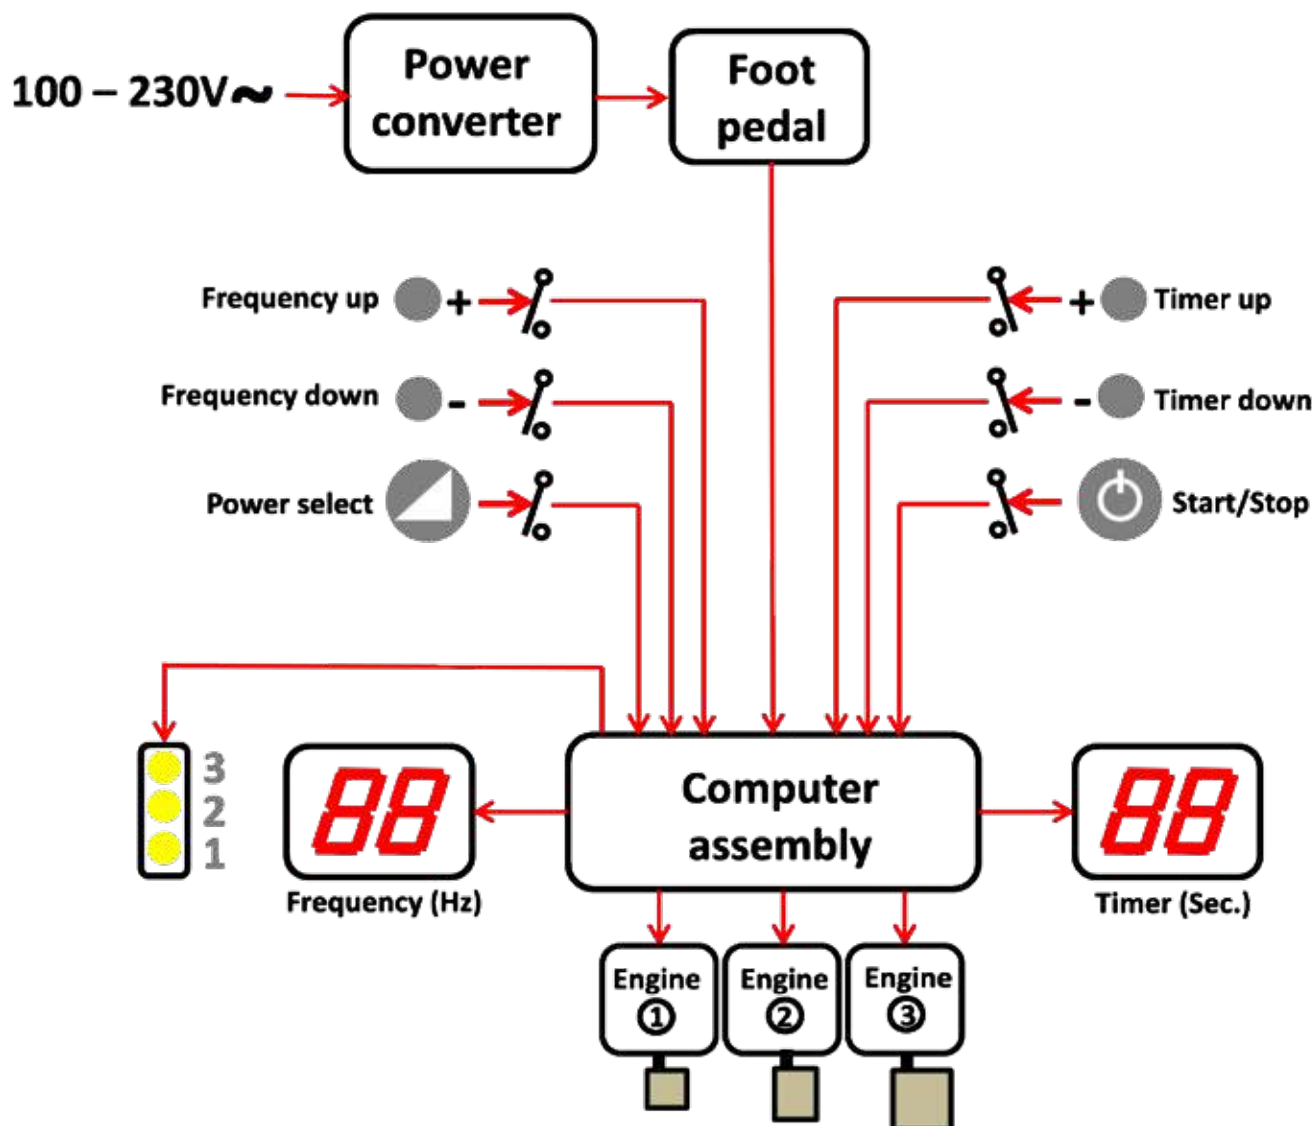 100 – 230V~
Power
converter
Foot
pedal
Frequency up
+
+
Timer up
Frequency down
-
-
Timer down
Power select
Start/Stop
3
2
1
88
Frequency (Hz)
Computer
assembly
88
Timer (Sec.)
Engine
1
Engine
2
Engine
3